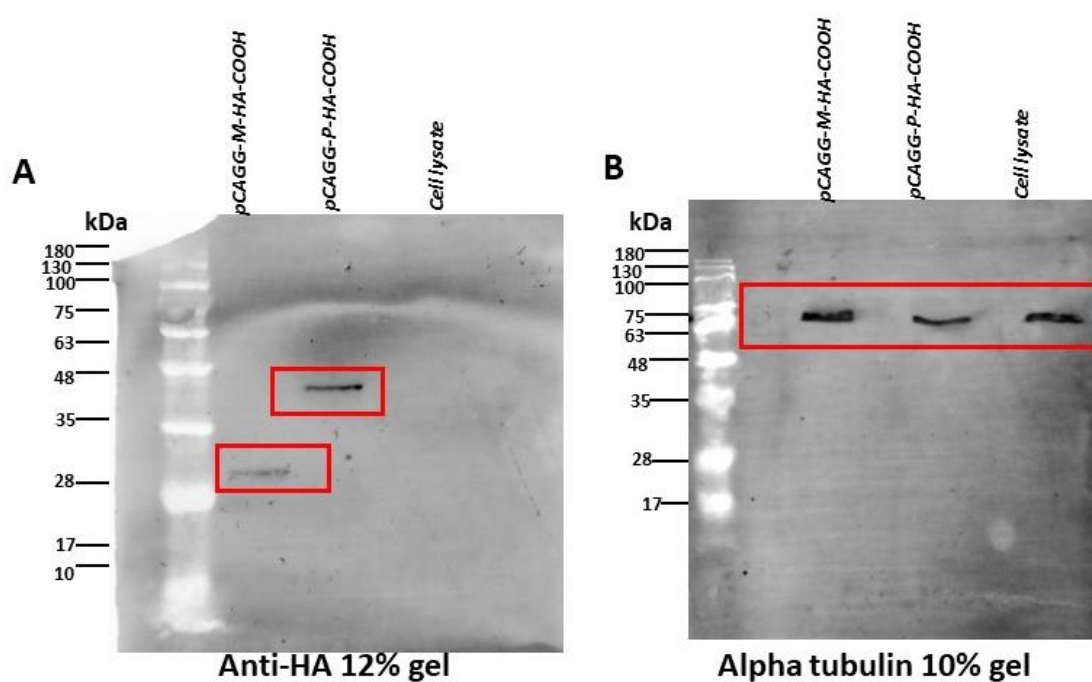 A
kDa
180
130
100
75
63
48
35
28
17
10
pCAGG-M-HA-COOH
pCAGG-P-HA-COOH
Cell lysate
Anti-HA 12% gel
B
kDa
180
130
100
75
63
48
35
28
17
pCAGG-M-HA-COOH
pCAGG-P-HA-COOH
Cell lysate
Alpha tubulin 10% gel